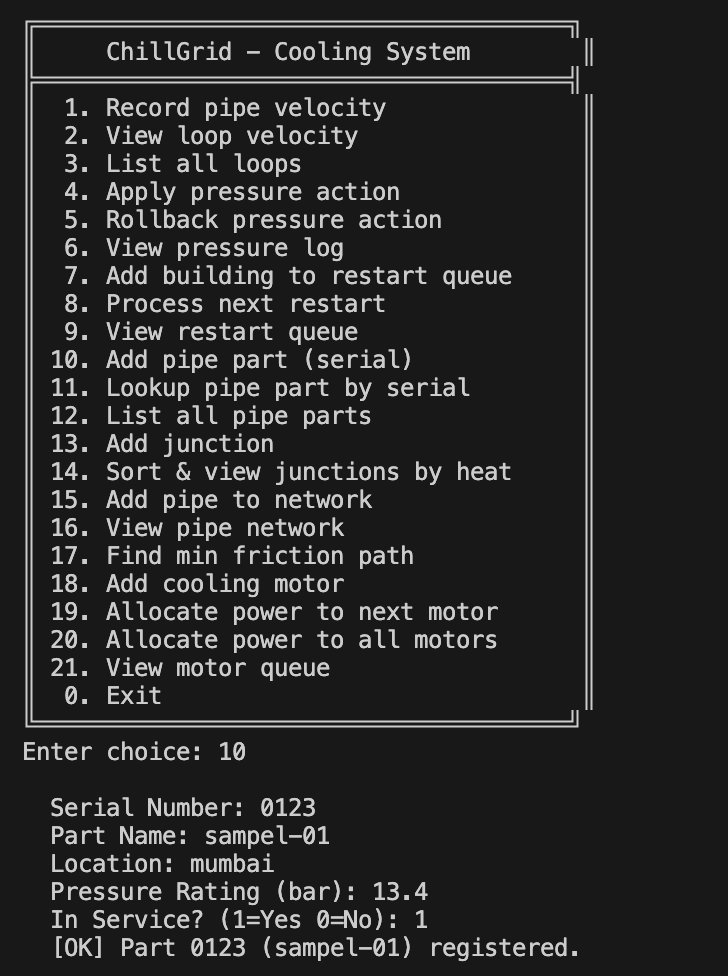 ChillGrid - Cooling System
1. Record pipe velocity
2. View loop velocity
3. List all loops
4. Apply pressure action
5. Rollback pressure action
6. View pressure log
7. Add building to restart queue
8. Process next restart
9. View restart queue
10. Add pipe part (serial)
11. Lookup pipe part by serial
12. List all pipe parts
13. Add junction
14. Sort & view junctions by heat
15. Add pipe to network
16. View pipe network
17. Find min friction path
18. Add cooling motor
19. Allocate power to next motor
20. Allocate power to all motors
21. View motor queue
0. Exit
Enter choice: 10
Serial Number: 0123
Part Name: sampel-01
Location: mumbai
Pressure Rating (bar): 13.4
In Service? (1=Yes 0=No): 1
[OK] Part 0123 (sampel-01) registered.